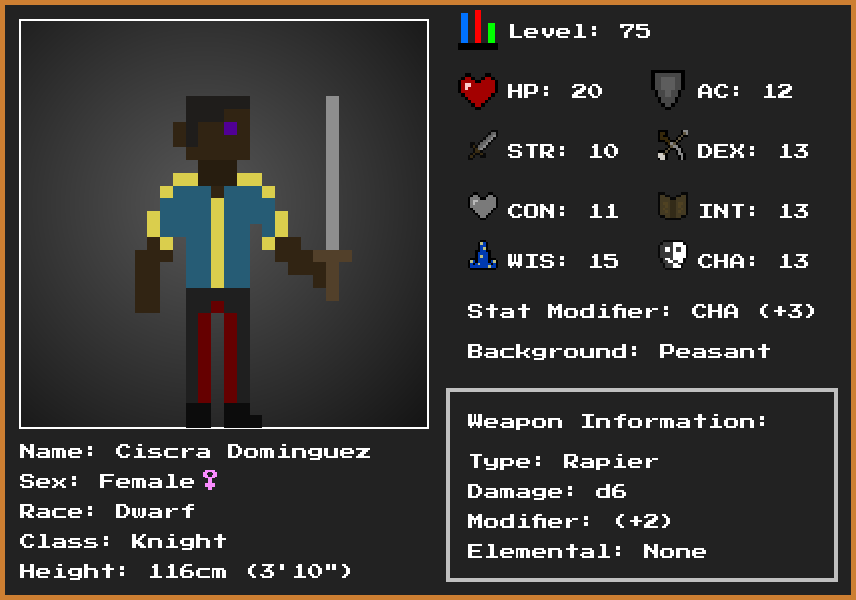 Level: 75
HP: 20
AC: 12
STR: 10
DEX: 13
CON: 11
INT: 13
WIS: 15
CHA: 13
Stat Modifier: CHA (+3)
Background: Peasant
Weapon Information:
Type: Rapier
Damage: d6
Modifier: (+2)
Elemental: None
Name: Ciscra Dominguez
Sex: Female♀
Race: Dwarf
Class: Knight
Height: 116cm (3'10")